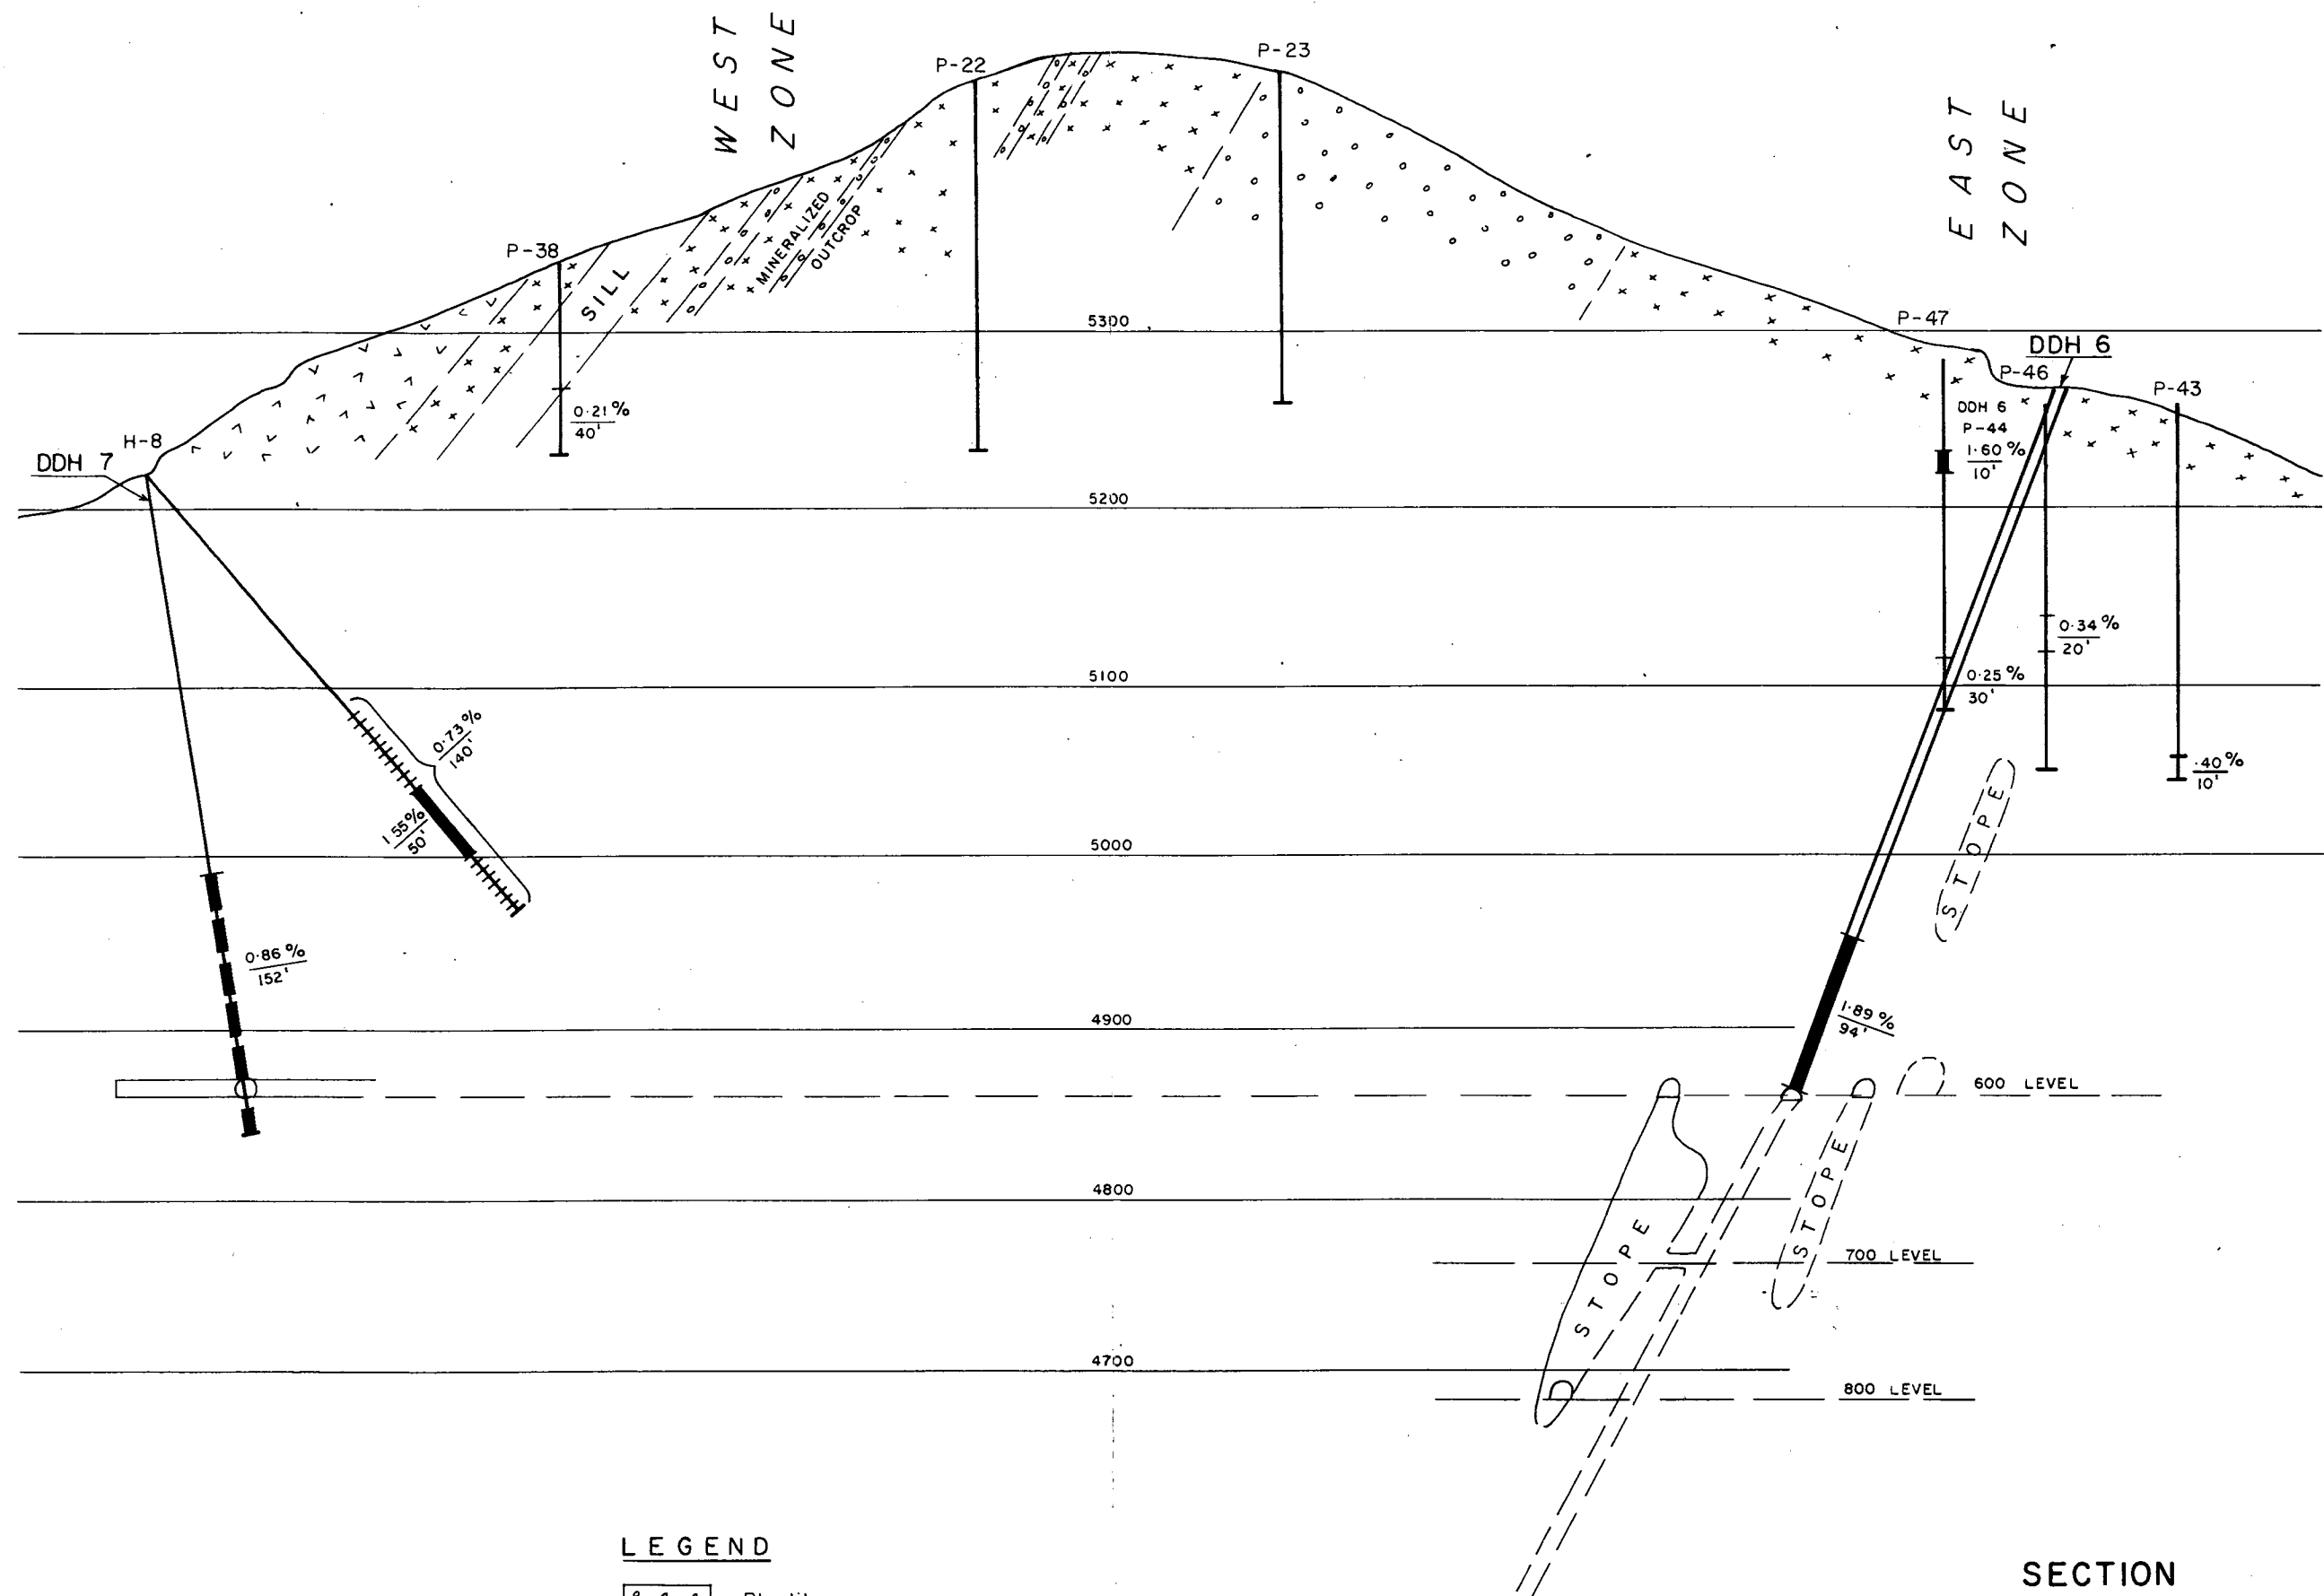 WEST
ZONE
P-22
P-23
EAST
ZONE
P-38
SILL
MINERALIZED
OUTCROP
5300
P-47
DDH 6
P-46
P-43
0.21%
40'
DDH 6
P-44
1.60%
10'
H-8
DDH 7
5200
0.34%
20'
5100
0.25%
30'
0.73%
140'
.40%
10'
1.55%
50'
STOPE
5000
0.86%
152'
1.89%
94'
4900
600 LEVEL
4800
STOPE
STOPE
700 LEVEL
4700
800 LEVEL
LEGEND
SECTION